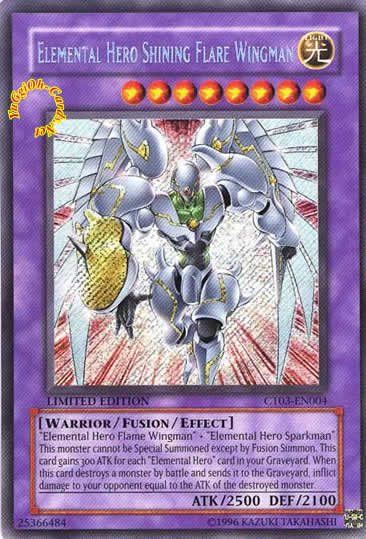 ELEMENTAL HERO SHINING FLARE WINGMAN
LIGHT
光
YuGiOh-Cards.Net
LIMITED EDITION CT03-EN004
[WARRIOR/FUSION/EFFECT]
"Elemental Hero Flame Wingman" + "Elemental Hero Sparkman"
This monster cannot be Special Summoned except by Fusion Summon. This
card gains 300 ATK for each "Elemental Hero" card in your Graveyard. When
this card destroys a monster by battle and sends it to the Graveyard, inflict
damage to your opponent equal to the ATK of the destroyed monster.
ATK/2500 DEF/2100
25366484 ©1996 KAZUKI TAKAHASHI